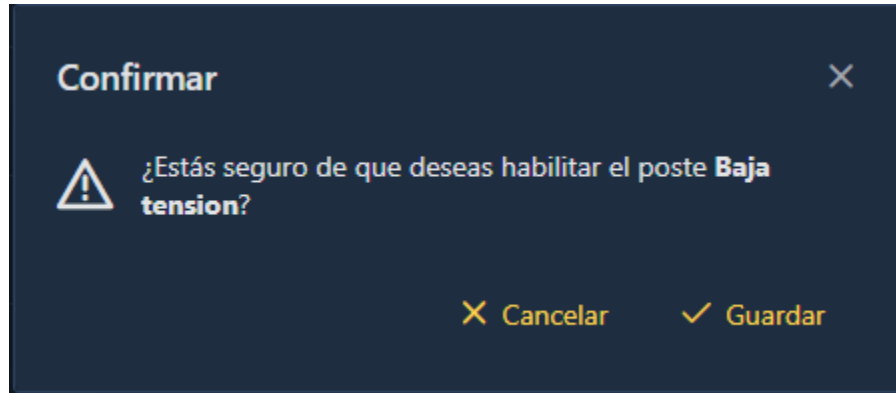 Confirmar
¿Estás seguro de que deseas habilitar el poste Baja
tension?
Cancelar
Guardar